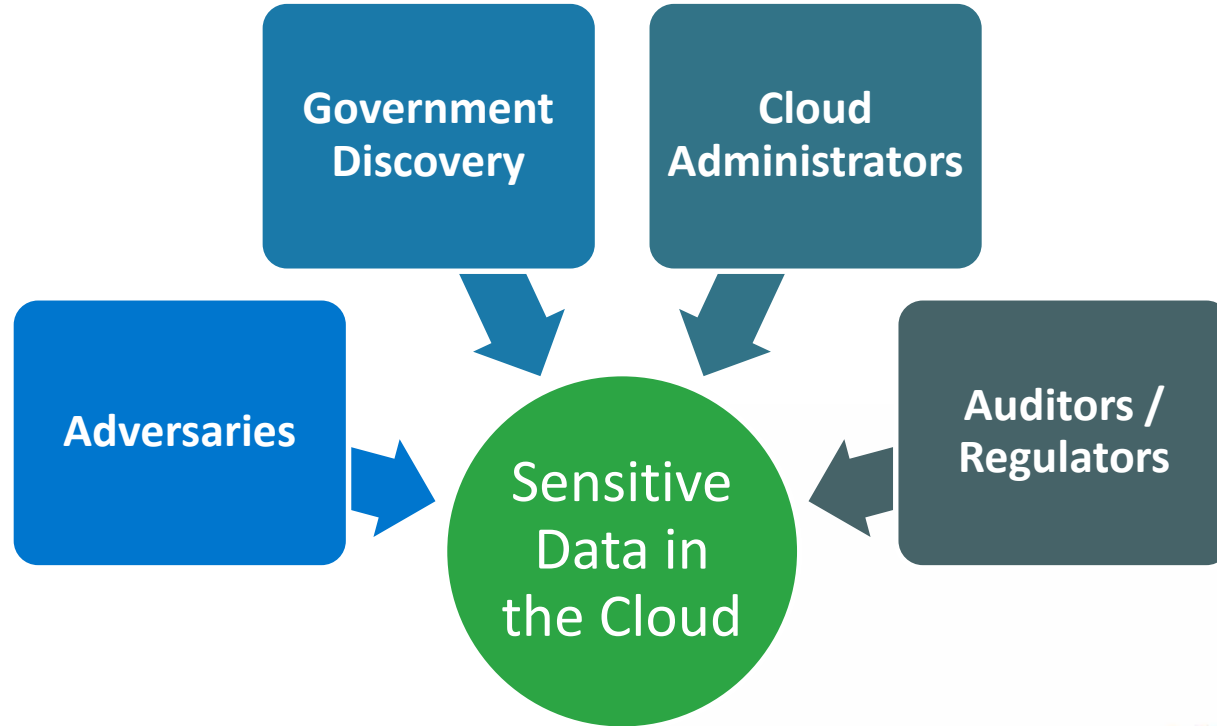 Government
Discovery
Cloud
Administrators
Adversaries
Auditors /
Regulators
Sensitive
Data in
the Cloud